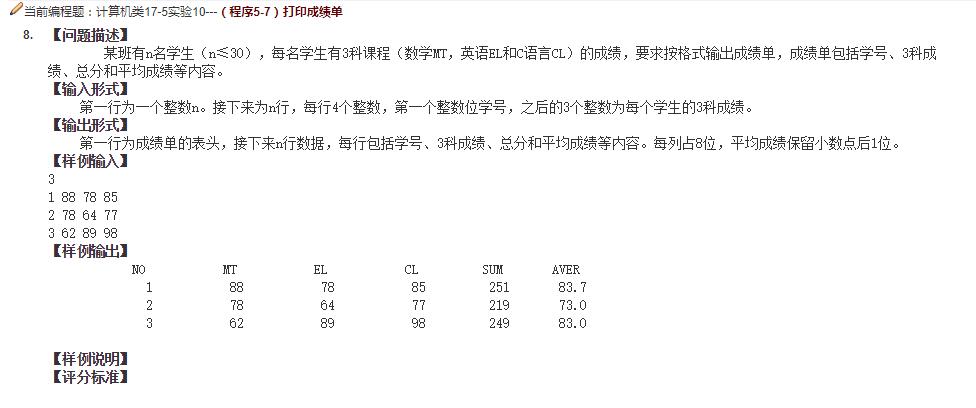 当前编程题：计算机类17-5实验10---（程序5-7）打印成绩单
8. 【问题描述】
某班有n名学生（n≤30），每名学生有3科课程（数学MT，英语EL和C语言CL）的成绩，要求按格式输出成绩单，成绩单包括学号、3科成
绩、总分和平均成绩等内容。
【输入形式】
第一行为一个整数n。接下来为n行，每行4个整数，第一个整数位学号，之后的3个整数为每个学生的3科成绩。
【输出形式】
第一行为成绩单的表头，接下来n行数据，每行包括学号、3科成绩、总分和平均成绩等内容。每列占8位，平均成绩保留小数点后1位。
【样例输入】
3
1 88 78 85
2 78 64 77
3 62 89 98
【样例输出】
NO MT EL CL SUM AVER
1 88 78 85 251 83.7
2 78 64 77 219 73.0
3 62 89 98 249 83.0
【样例说明】
【评分标准】